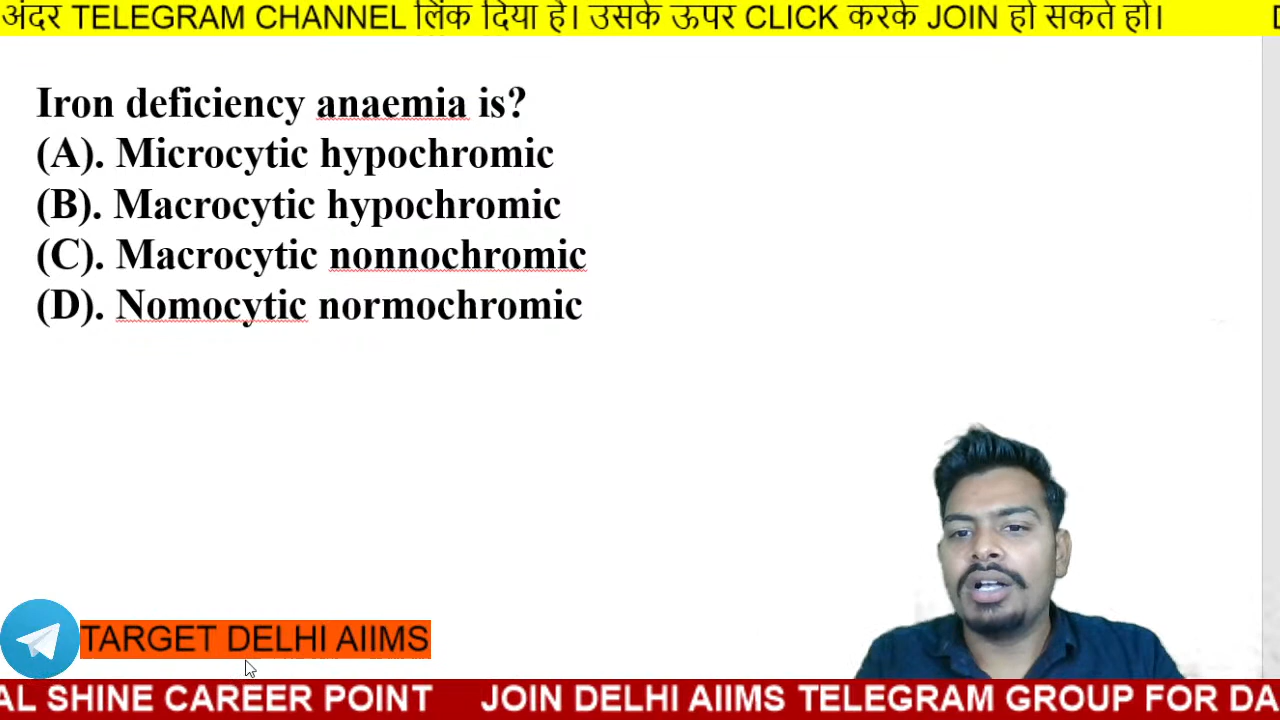 अंदर TELEGRAM CHANNEL लिंक दिया है। उसके ऊपर CLICK करके JOIN हो सकते हो।
Iron deficiency anaemia is?
(A). Microcytic hypochromic
(B). Macrocytic hypochromic
(C). Macrocytic nonnochromic
(D). Nomocytic normochromic
TARGET DELHI AIIMS
AL SHINE CAREER POINT JOIN DELHI AIIMS TELEGRAM GROUP FOR DA